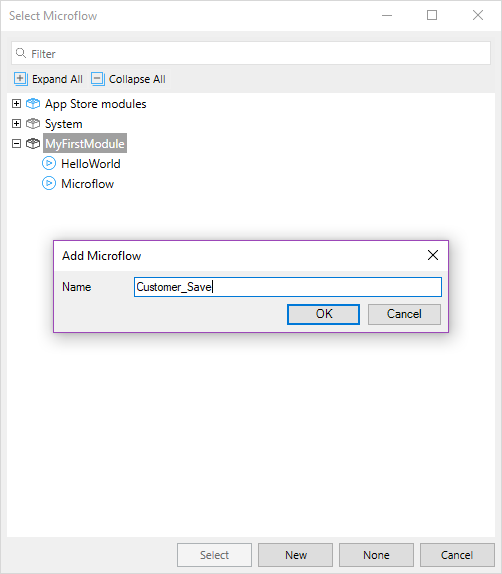 Select Microflow
Filter
Expand All Collapse All
App Store modules
System
MyFirstModule
HelloWorld
Microflow
Add Microflow
Name Customer_Save
OK Cancel
Select New None Cancel